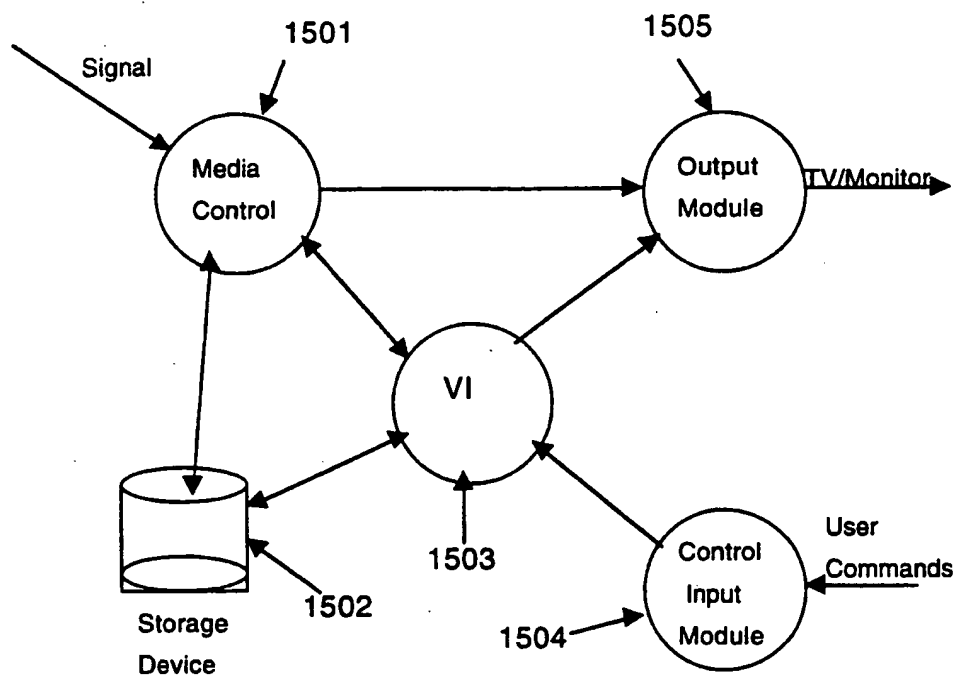 1501
1505
Signal
Media
Control
Output
Module
TV/Monitor
VI
1503
1502
Storage
Device
Control
Input
Module
1504
User
Commands